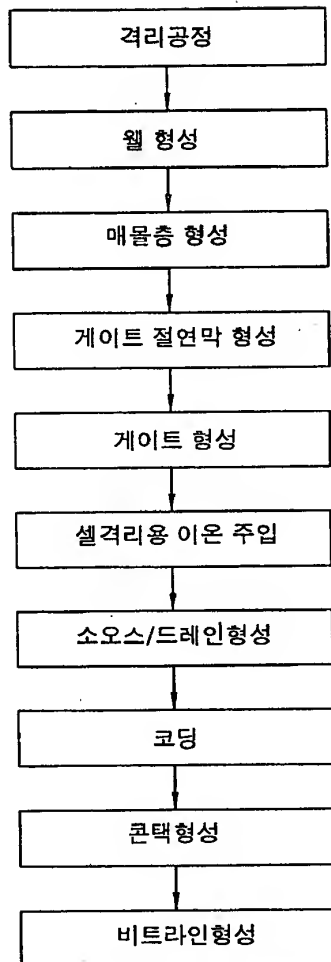 격리공정
웰 형성
매몰층 형성
게이트 절연막 형성
게이트 형성
셀격리용 이온 주입
소오스/드레인형성
코딩
콘택형성
비트라인형성